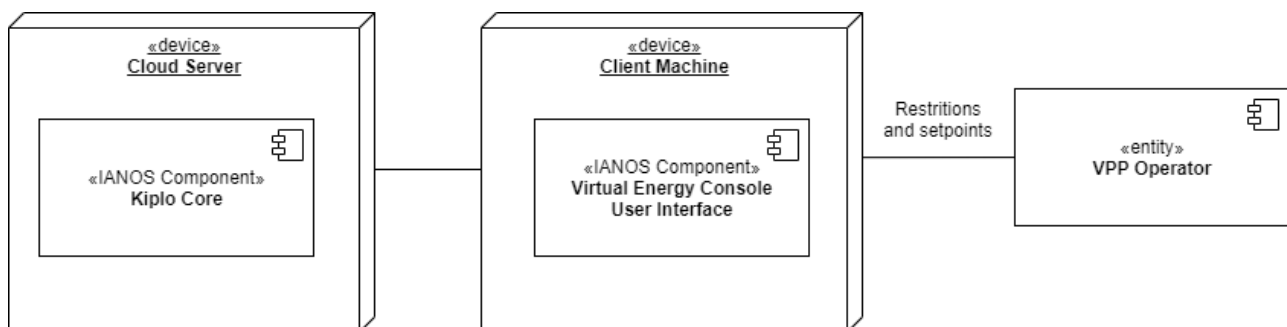 «device»
Cloud Server
«IANOS Component»
Kiplo Core
«device»
Client Machine
«IANOS Component»
Virtual Energy Console
User Interface
Restritions
and setpoints
«entity»
VPP Operator